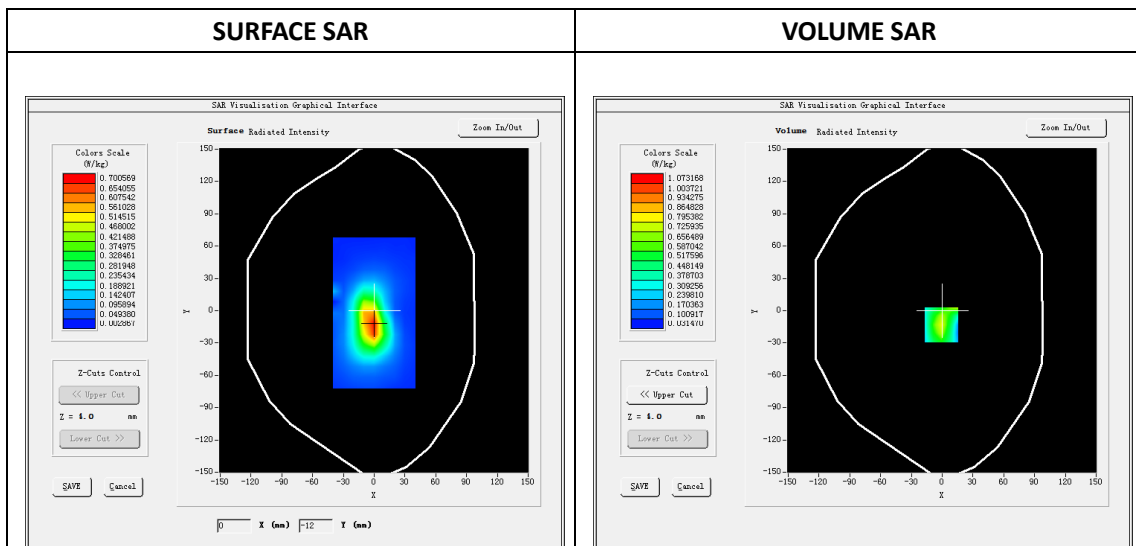 SURFACE SAR
VOLUME SAR
SAR Visualisation Graphical Interface
Surface Radiated Intensity
Zoom In/Out
Colors Scale
(W/kg)
0.700569
0.654055
0.607542
0.561028
0.514515
0.468002
0.421488
0.374975
0.328461
0.281948
0.235434
0.188921
0.142407
0.095894
0.049380
0.002867
150
120
90
60
30
0
-30
-60
-90
-120
-150
Y
-150 -120 -90 -60 -30 0 30 60 90 120 150
X
Z-Cuts Control
<< Upper Cut
Z = 4.0 mm
Lower Cut >>
SAVE Cancel
0 X (mm) -12 Y (mm)
SAR Visualisation Graphical Interface
Volume Radiated Intensity
Zoom In/Out
Colors Scale
(W/kg)
1.073168
1.003721
0.934275
0.864828
0.795382
0.725935
0.656489
0.587042
0.517596
0.448149
0.378703
0.309256
0.239810
0.170363
0.100917
0.031470
150
120
90
60
30
0
-30
-60
-90
-120
-150
Y
-150 -120 -90 -60 -30 0 30 60 90 120 150
X
Z-Cuts Control
<< Upper Cut
Z = 4.0 mm
Lower Cut >>
SAVE Cancel